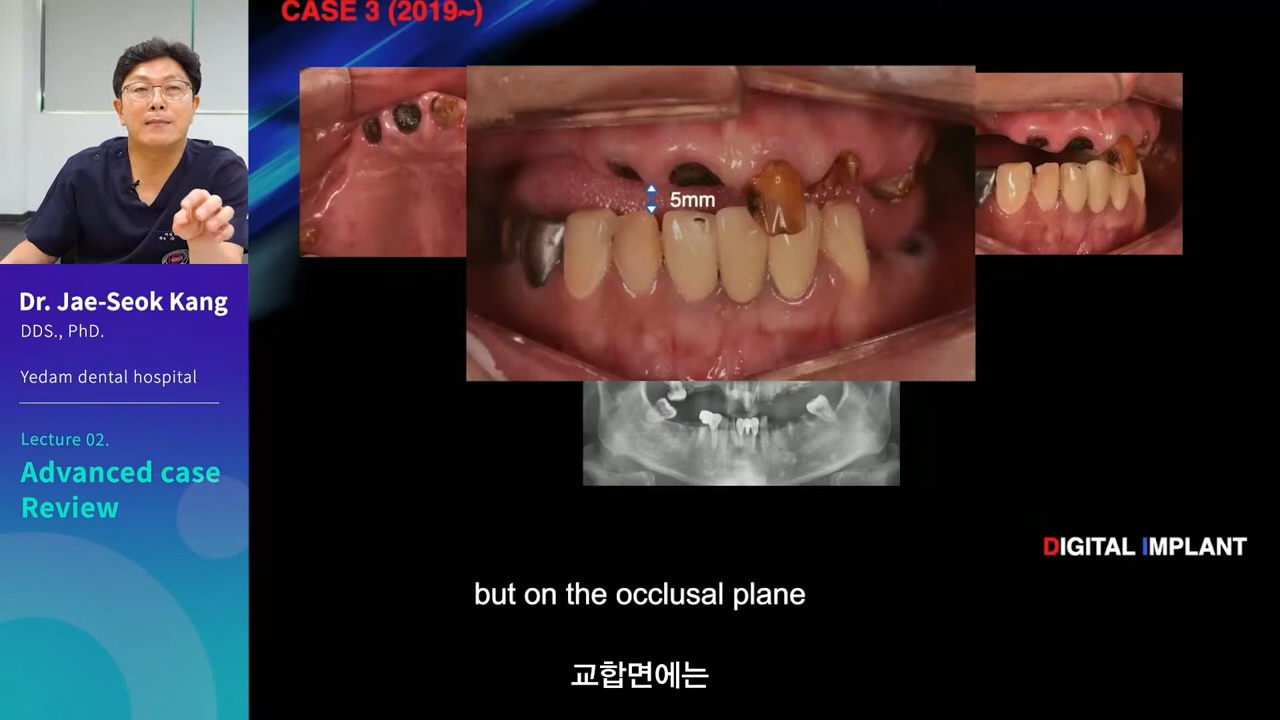 CASE 3 (2019~)
5mm
Dr. Jae-Seok Kang
DDS., PhD.
Yedam dental hospital
Lecture 02.
Advanced case
Review
DIGITAL IMPLANT
but on the occlusal plane
교합면에는